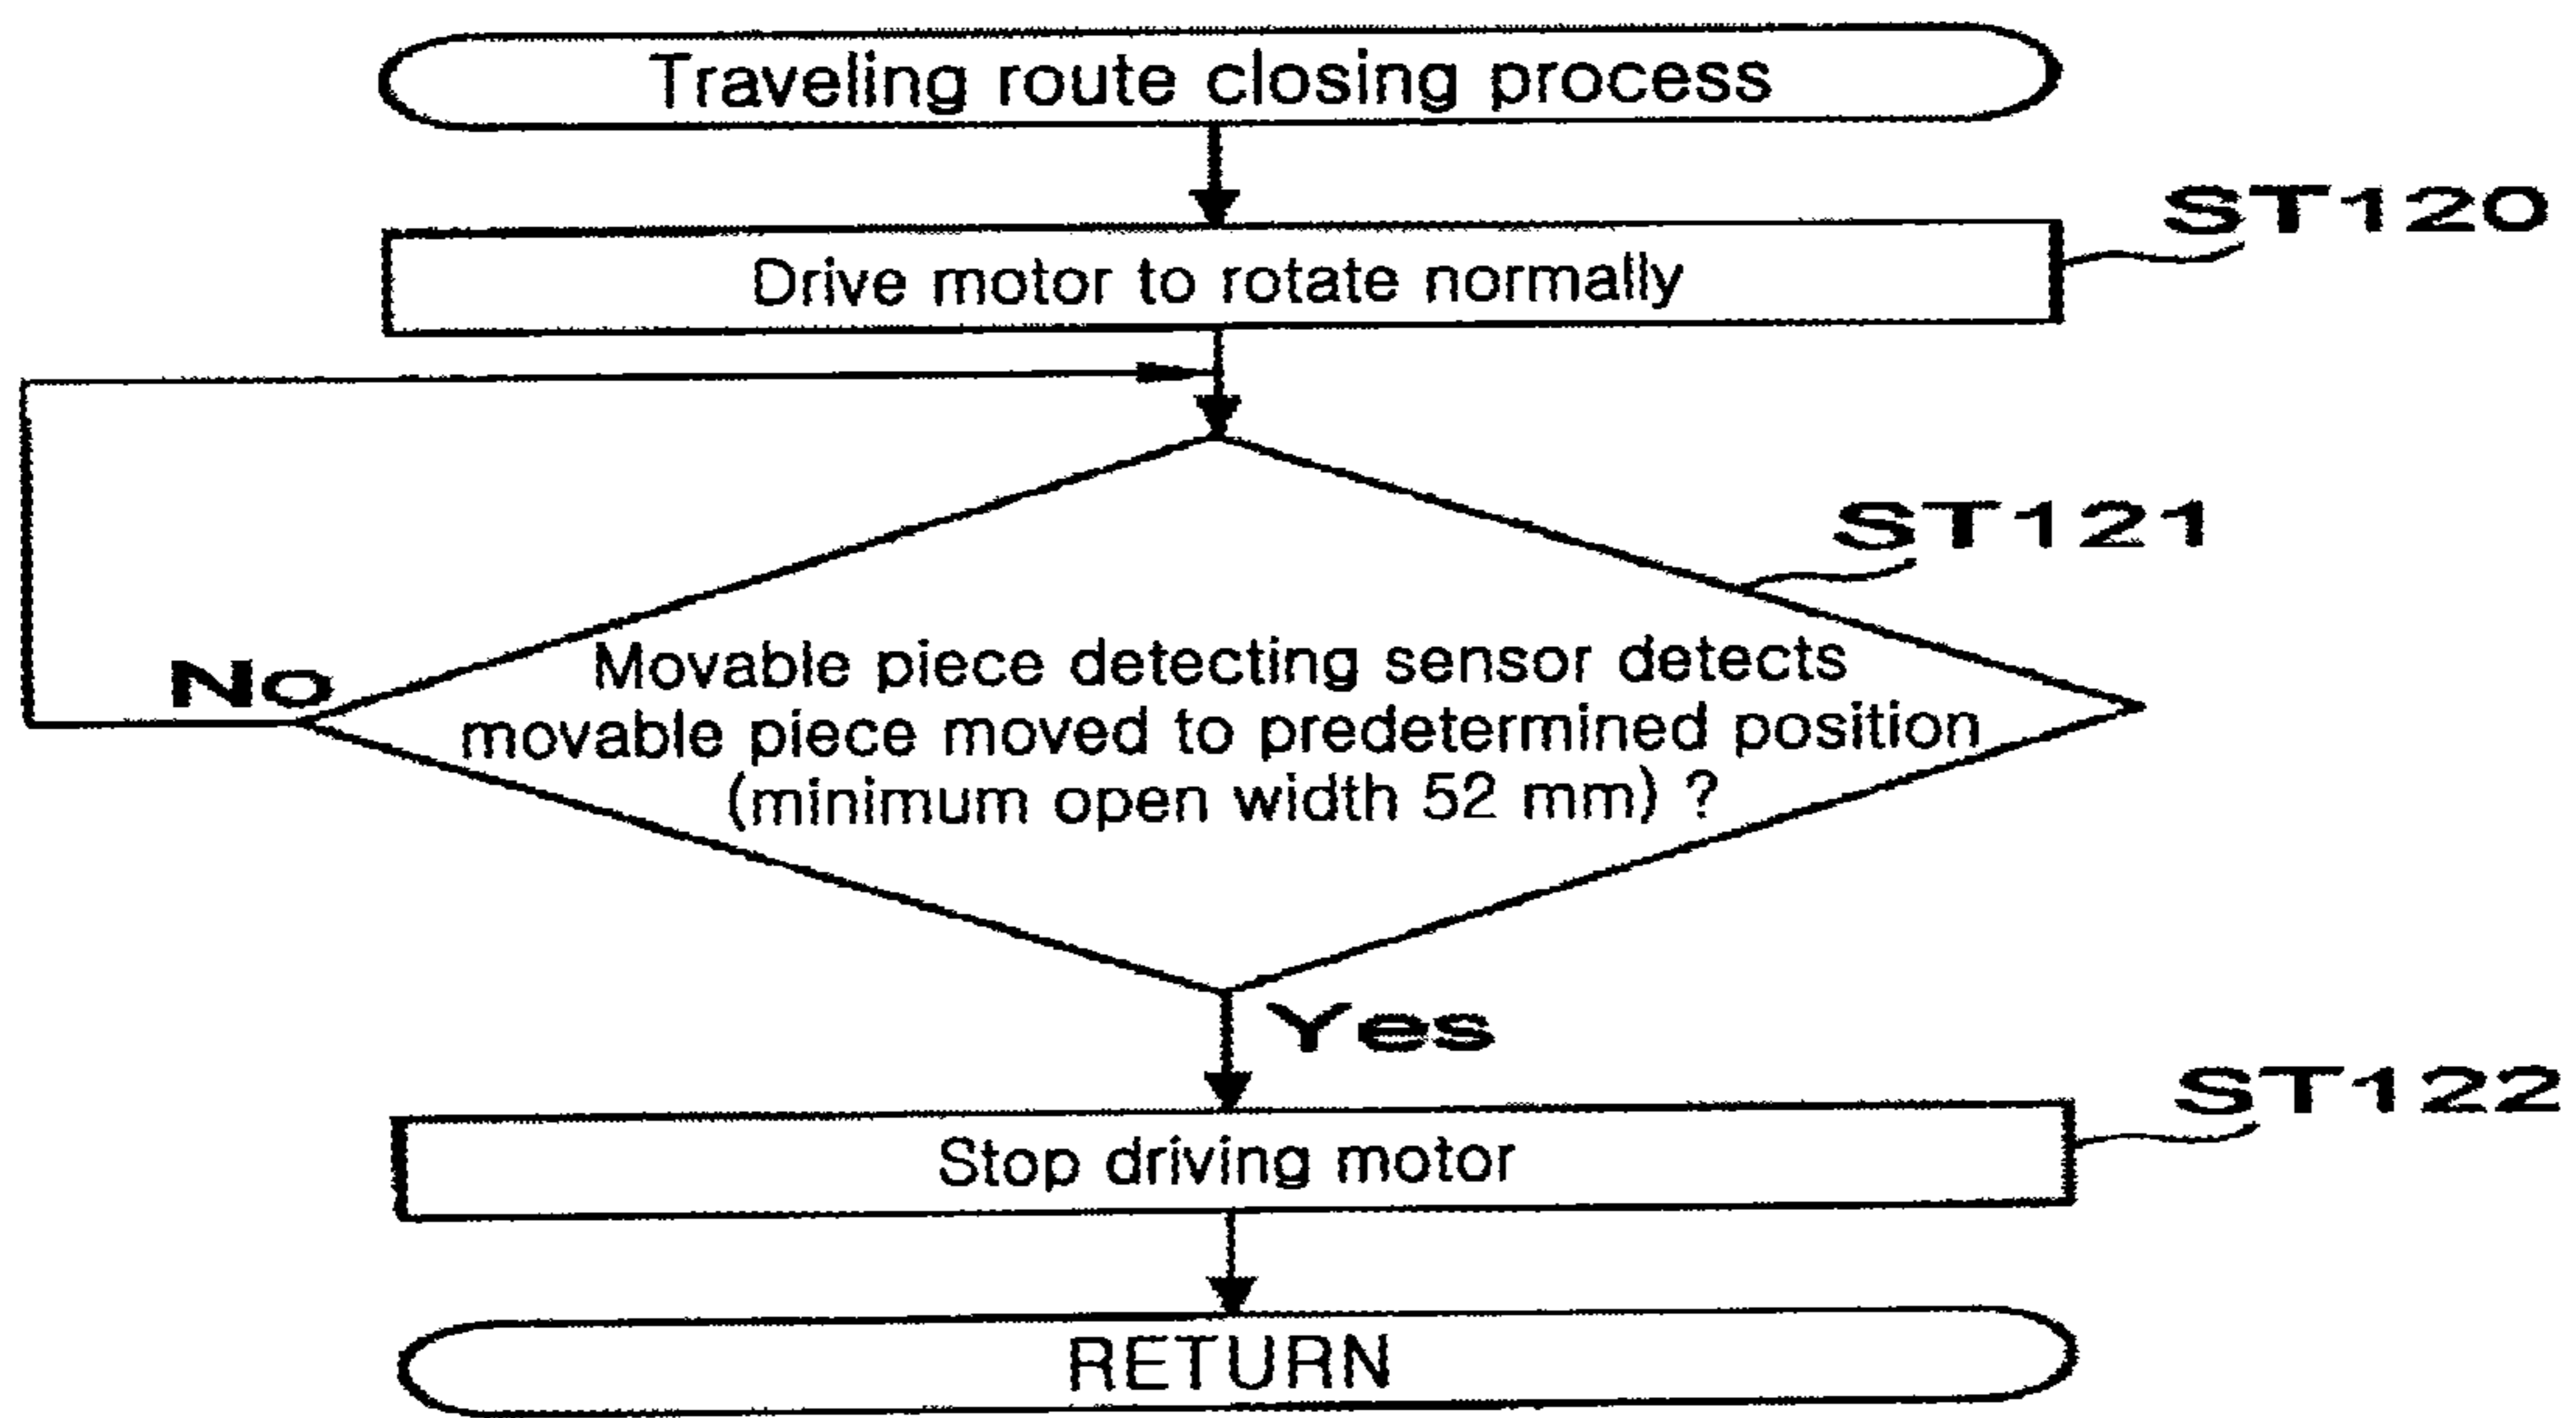 Traveling route closing process
ST120
Drive motor to rotate normally
ST121
No
Movable piece detecting sensor detects
movable piece moved to predetermined position
(minimum open width 52 mm) ?
Yes
ST122
Stop driving motor
RETURN